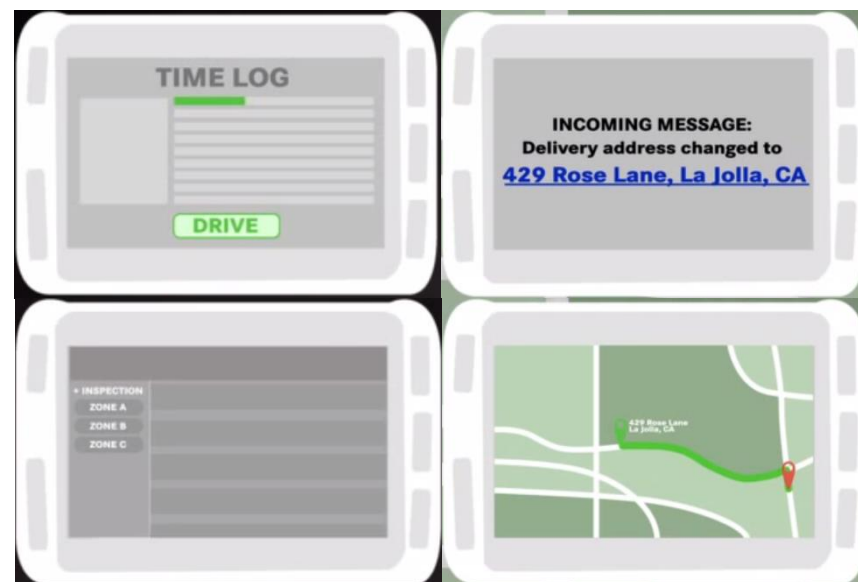 TIME LOG
DRIVE
INCOMING MESSAGE:
Delivery address changed to
429 Rose Lane, La Jolla, CA
+ INSPECTION
ZONE A
ZONE B
ZONE C
429 Rose Lane
La Jolla, CA